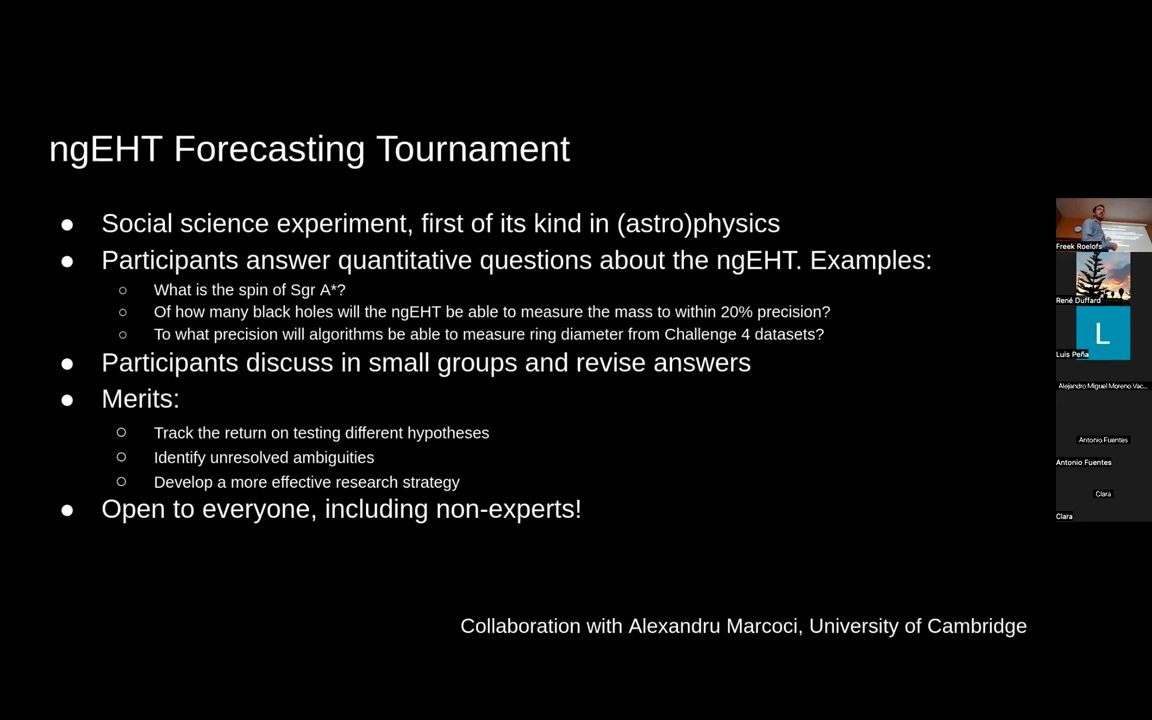 ngEHT Forecasting Tournament
● Social science experiment, first of its kind in (astro)physics
● Participants answer quantitative questions about the ngEHT. Examples:
○ What is the spin of Sgr A*?
○ Of how many black holes will the ngEHT be able to measure the mass to within 20% precision?
○ To what precision will algorithms be able to measure ring diameter from Challenge 4 datasets?
● Participants discuss in small groups and revise answers
● Merits:
○ Track the return on testing different hypotheses
○ Identify unresolved ambiguities
○ Develop a more effective research strategy
● Open to everyone, including non-experts!
Collaboration with Alexandru Marcoci, University of Cambridge
Freek Roelofs
René Duffard
L
Luis Peña
Alejandro Miguel Moreno Vac...
Antonio Fuentes
Antonio Fuentes
Clara
Clara